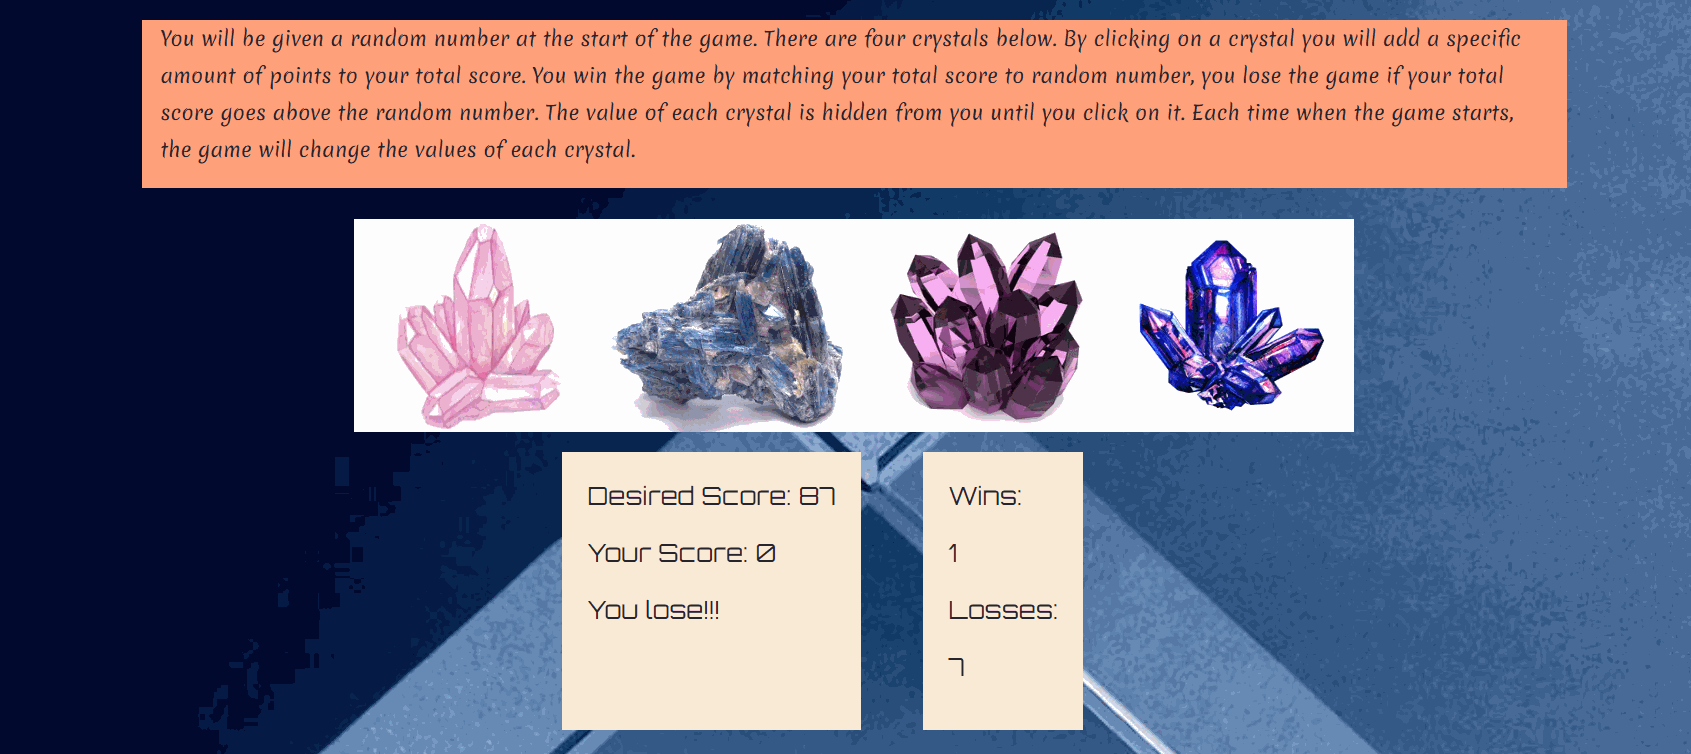 You will be given a random number at the start of the game. There are four crystals below. By clicking on a crystal you will add a specific
amount of points to your total score. You win the game by matching your total score to random number, you lose the game if your total
score goes above the random number. The value of each crystal is hidden from you until you click on it. Each time when the game starts,
the game will change the values of each crystal.
Desired Score: 87
Your Score: 0
You lose!!!
Wins:
1
Losses:
7